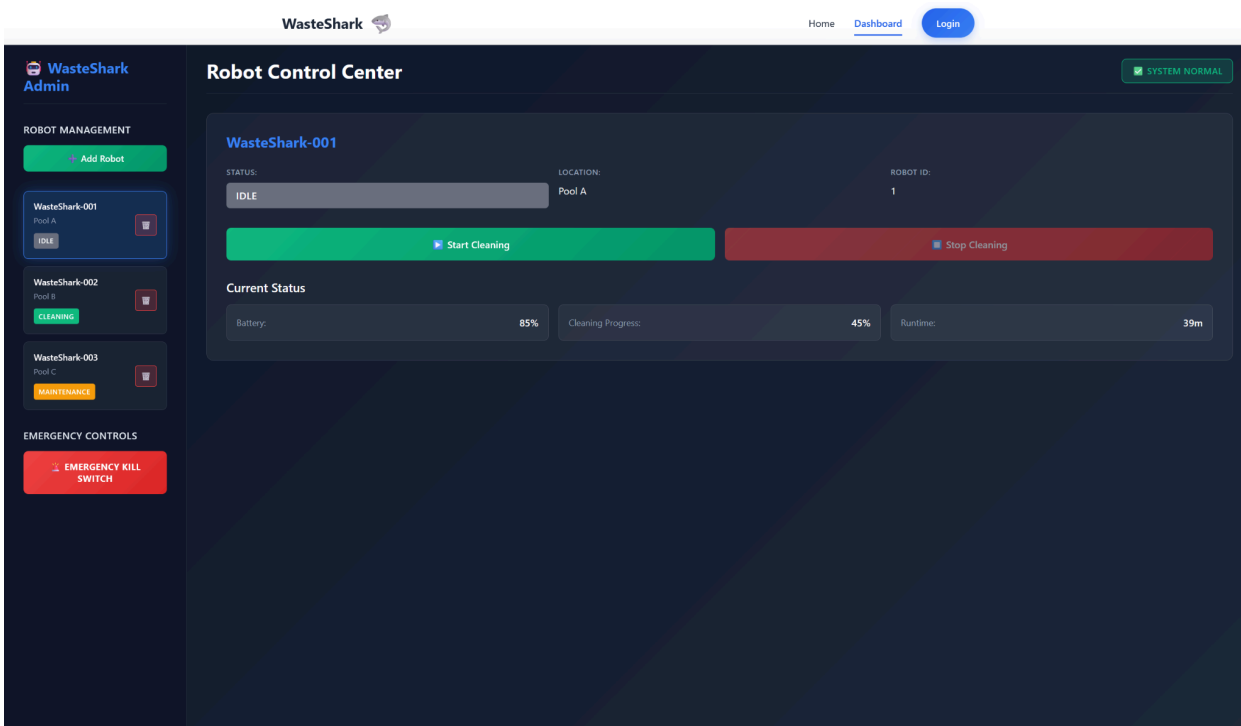 WasteShark
Home
Dashboard
Login
WasteShark
Admin
ROBOT MANAGEMENT
Add Robot
WasteShark-001
Pool A
IDLE
WasteShark-002
Pool B
CLEANING
WasteShark-003
Pool C
MAINTENANCE
EMERGENCY CONTROLS
EMERGENCY KILL
SWITCH
Robot Control Center
SYSTEM NORMAL
WasteShark-001
STATUS:
IDLE
LOCATION:
Pool A
ROBOT ID:
1
Start Cleaning
Stop Cleaning
Current Status
Battery: 85%
Cleaning Progress: 45%
Runtime: 39m